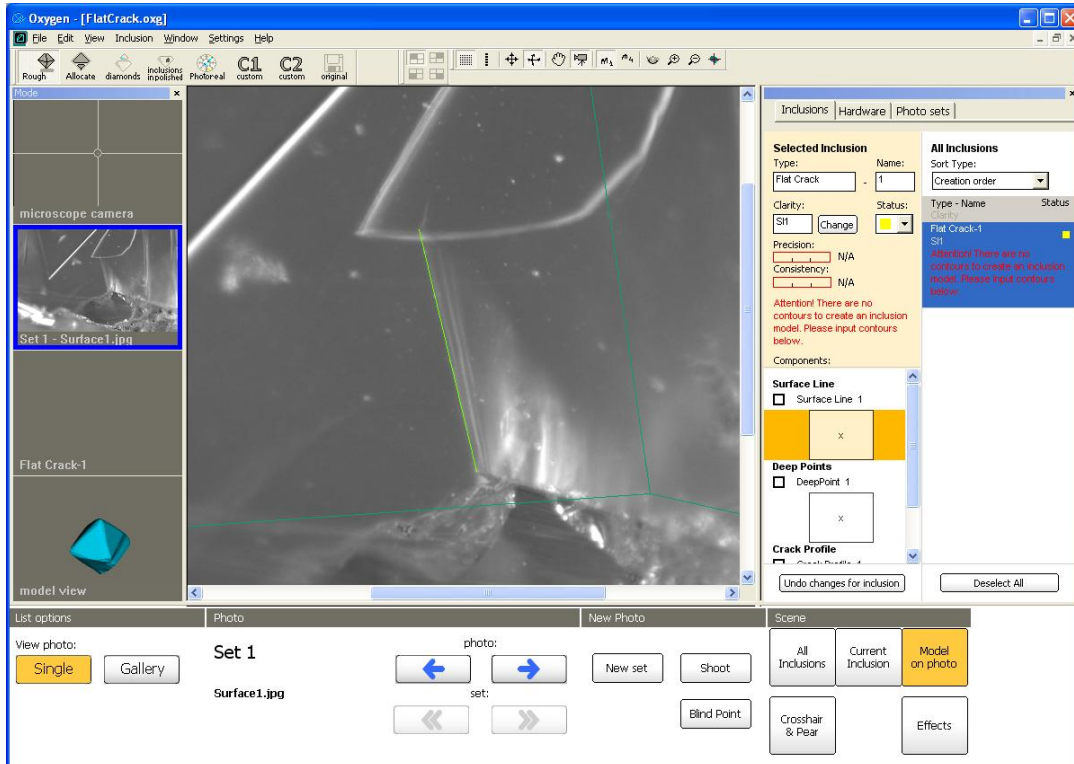 Oxygen - [FlatCrack.oxg]
File Edit View Inclusion Window Settings Help
Rough Allocate diamonds inclusions inpolished Photoreal C1 custom C2 custom original
Mode
microscope camera
Set 1 - Surface1.jpg
Flat Crack-1
model view
Inclusions Hardware Photo sets
Selected Inclusion
Type: Name:
Flat Crack - 1
Clarity: Status:
SI1 Change
Precision:
N/A
Consistency:
N/A
Attention! There are no
contours to create an inclusion
model. Please input contours
below.
Components:
Surface Line
Surface Line 1
x
Deep Points
DeepPoint 1
x
Crack Profile
Crack Profile 1
Undo changes for inclusion
All Inclusions
Sort Type:
Creation order
Type - Name Status
Clarity
Flat Crack-1
SI1
Attention! There are no
contours to create an inclusion
model. Please input contours
below.
Deselect All
List options
View photo:
Single Gallery
Photo
Set 1
Surface1.jpg
photo:
set:
New Photo
New set Shoot
Blind Point
Scene
All
Inclusions
Current
Inclusion
Model
on photo
Crosshair
& Pear
Effects